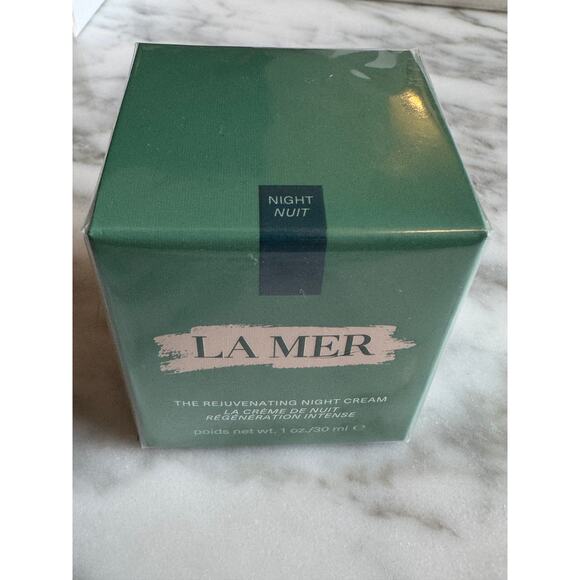 NIGHT
NUIT
LA MER
THE REJUVENATING NIGHT CREAM
LA CRÈME DE NUIT
RÉGÉNÉRATION INTENSE
poids net wt. 1 oz./30 ml ℮